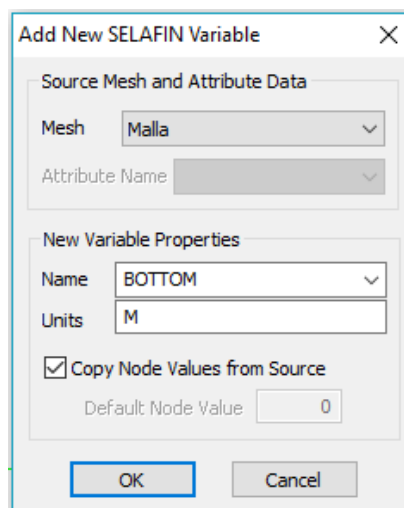 Add New SELAFIN Variable
Source Mesh and Attribute Data
Mesh Malla
Attribute Name
New Variable Properties
Name BOTTOM
Units M
Copy Node Values from Source
Default Node Value 0
OK Cancel